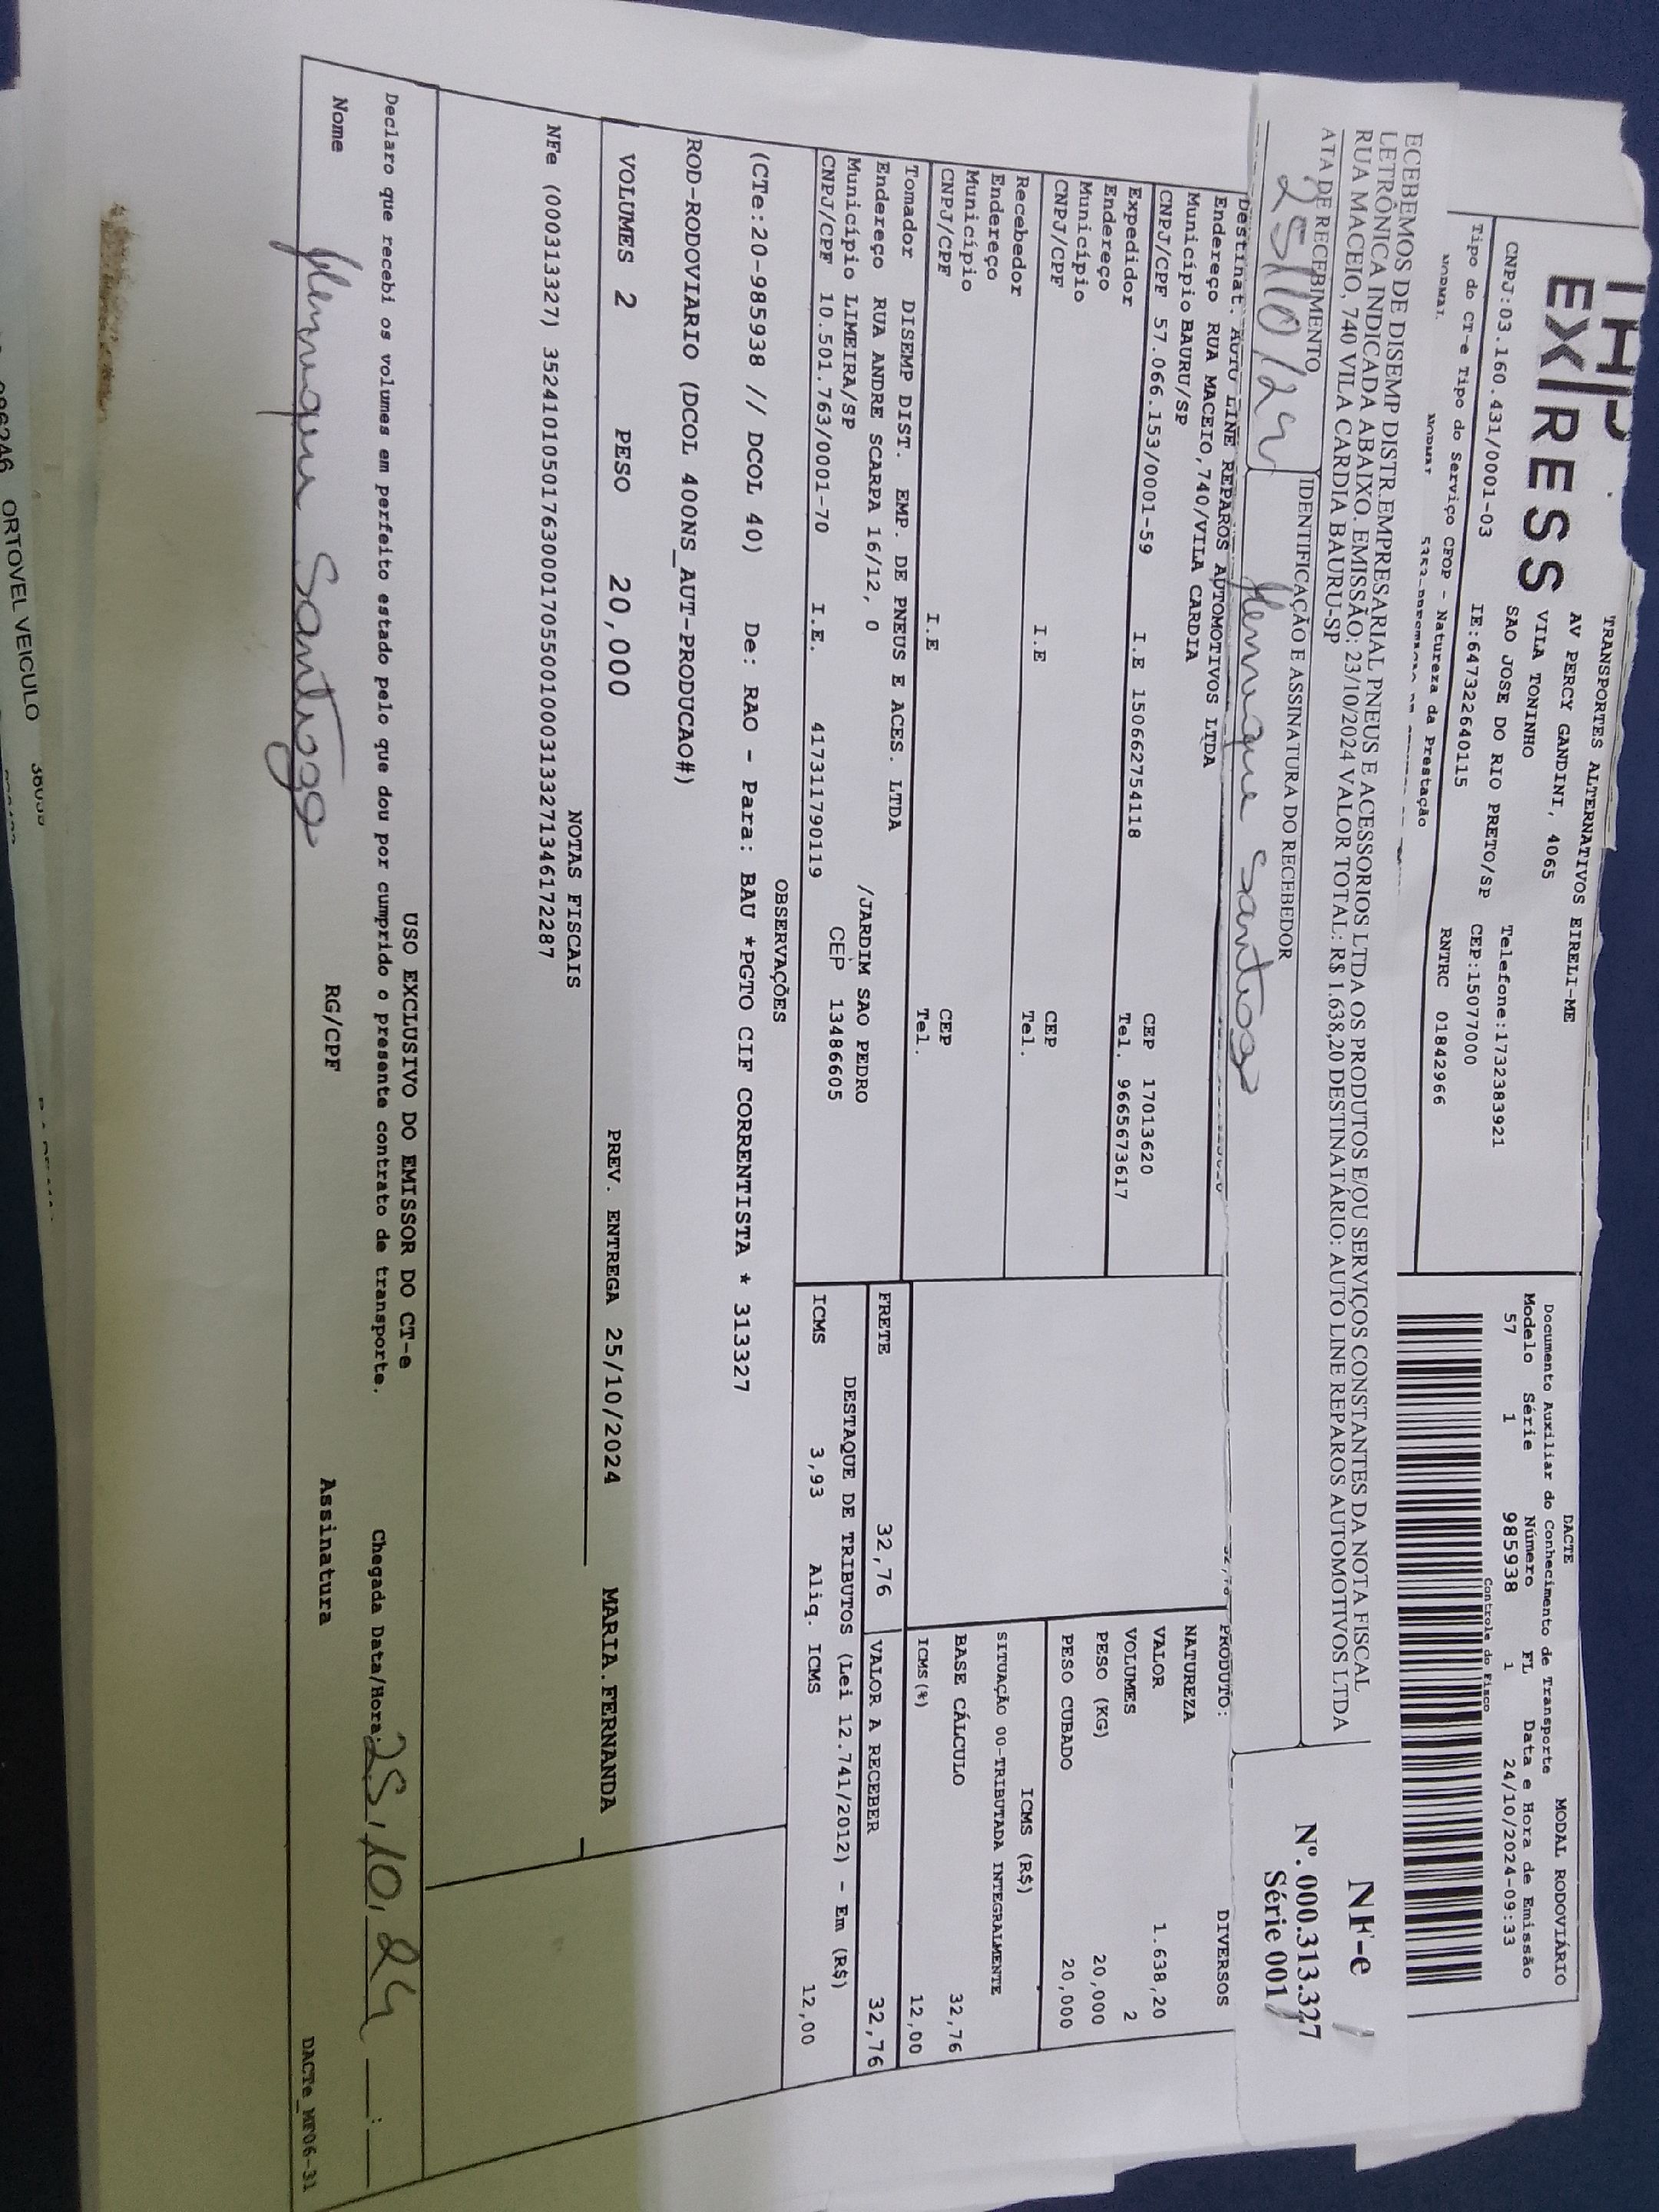 EXPRESS
TRANSPORTES ALTERNATIVOS EIRELI-ME
AV PERCY GANDINI, 4065
VILA TONINHO
SAO JOSE DO RIO PRETO/SP
Telefone:1732383921
CNPJ:03.160.431/0001-03
IE:647322640115
CEP:15077000
Tipo do CT-e Tipo do Serviço CFOP - Natureza da Prestação
RNTRC 01842966
NORMAL NORMAL
DACTE
MODAL RODOVIÁRIO
Documento Auxiliar do Conhecimento de Transporte
Modelo Série Número FL Data e Hora de Emissão
57 1 985938 1 24/10/2024-09:33
Controle do Fisco
ECEBEMOS DE DISEMP DISTR.EMPRESARIAL PNEUS E ACESSORIOS LTDA OS PRODUTOS E/OU SERVIÇOS CONSTANTES DA NOTA FISCAL
LETRÔNICA INDICADA ABAIXO. EMISSÃO: 23/10/2024 VALOR TOTAL: R$ 1.638,20 DESTINATÁRIO: AUTO LINE REPAROS AUTOMOTIVOS LTDA
RUA MACEIO, 740 VILA CARDIA BAURU-SP
ATA DE RECEBIMENTO
IDENTIFICAÇÃO E ASSINATURA DO RECEBEDOR
25/10/24 Henrique Santiago
NF-e
Nº. 000.313.327
Série 001
Destinat. AUTO LINE REPAROS AUTOMOTIVOS LTDA
Endereço RUA MACEIO,740/VILA CARDIA
Município BAURU/SP
CEP 17013620
CNPJ/CPF 57.066.153/0001-59 I.E 150662754118 Tel. 9665673617
Expedidor
Endereço
Município CEP
CNPJ/CPF I.E Tel.
Recebedor
Endereço
Município CEP
CNPJ/CPF I.E Tel.
Tomador DISEMP DIST. EMP. DE PNEUS E ACES. LTDA
Endereço RUA ANDRE SCARPA 16/12, 0 /JARDIM SAO PEDRO
Município LIMEIRA/SP CEP 13486605
CNPJ/CPF 10.501.763/0001-70 I.E. 417311790119
PRODUTO: DIVERSOS
NATUREZA
VALOR 1.638,20
VOLUMES 2
PESO (KG) 20,000
PESO CUBADO 20,000
ICMS (R$)
SITUAÇÃO 00-TRIBUTADA INTEGRALMENTE
BASE CÁLCULO 32,76
ICMS(%) 12,00
FRETE 32,76 VALOR A RECEBER 32,76
DESTAQUE DE TRIBUTOS (Lei 12.741/2012) - Em (R$)
ICMS 3,93 Aliq. ICMS 12,00
OBSERVAÇÕES
(CTe:20-985938 // DCOL 40) De: RAO - Para: BAU *PGTO CIF CORRENTISTA * 313327
ROD-RODOVIARIO (DCOL 400NS_AUT-PRODUCAO#)
VOLUMES 2 PESO 20,000 PREV. ENTREGA 25/10/2024 MARIA.FERNANDA
NOTAS FISCAIS
NFe (000313327) 35241010501763000170550010003133271346172287
USO EXCLUSIVO DO EMISSOR DO CT-e
Declaro que recebi os volumes em perfeito estado pelo que dou por cumprido o presente contrato de transporte. Chegada Data/Hora: 25,10,24 :
Nome Henrique Santiago RG/CPF Assinatura
DACTe_MF06-31
ORTOVEL VEICULO